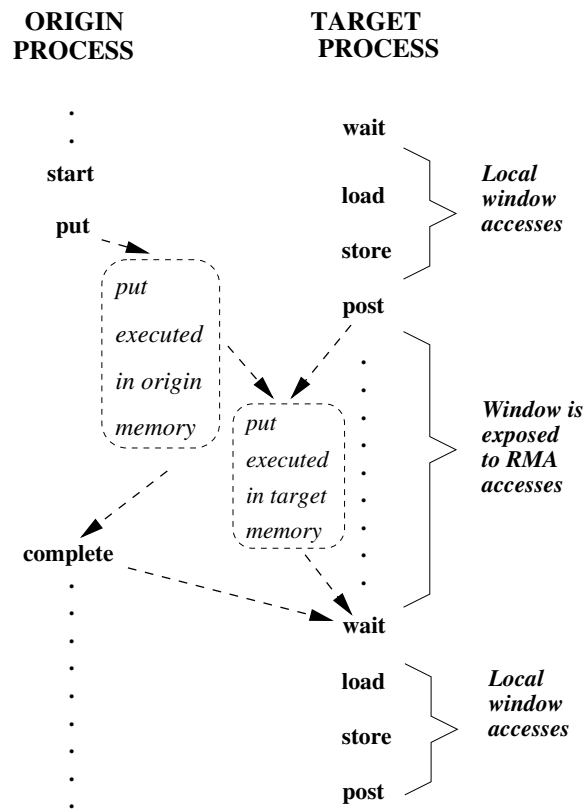 ORIGIN
PROCESS
TARGET
PROCESS
start
put
put
executed
in origin
memory
complete
wait
load
store
post
put
executed
in target
memory
wait
load
store
post
Local
window
accesses
Window is
exposed
to RMA
accesses
Local
window
accesses